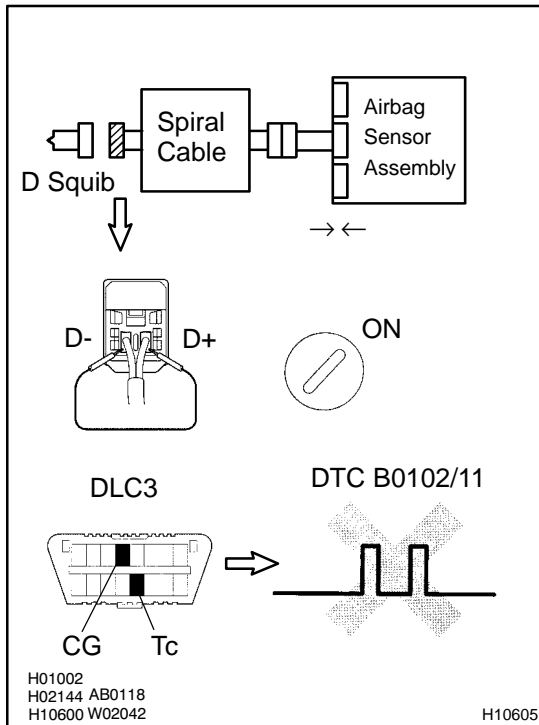 Spiral
Cable
Airbag
Sensor
Assembly
D Squib
D-
D+
ON
DLC3
DTC B0102/11
CG
Tc
H01002
H02144 AB0118
H10600 W02042
H10605